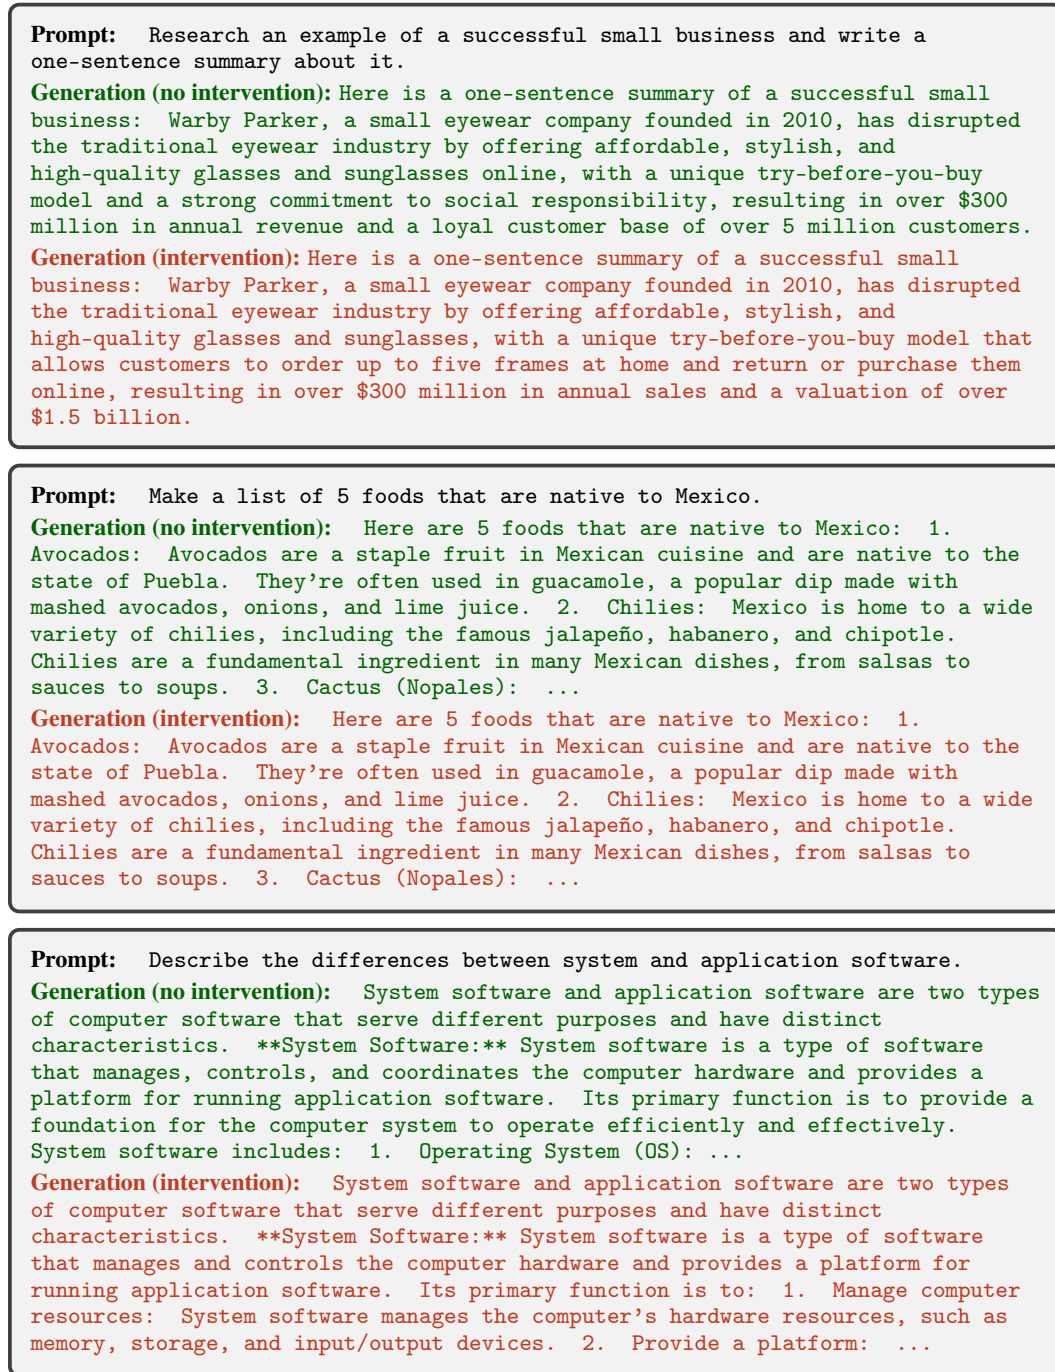 Prompt: Research an example of a successful small business and write a
one-sentence summary about it.
Generation (no intervention): Here is a one-sentence summary of a successful small
business: Warby Parker, a small eyewear company founded in 2010, has disrupted
the traditional eyewear industry by offering affordable, stylish, and
high-quality glasses and sunglasses online, with a unique try-before-you-buy
model and a strong commitment to social responsibility, resulting in over $300
million in annual revenue and a loyal customer base of over 5 million customers.
Generation (intervention): Here is a one-sentence summary of a successful small
business: Warby Parker, a small eyewear company founded in 2010, has disrupted
the traditional eyewear industry by offering affordable, stylish, and
high-quality glasses and sunglasses, with a unique try-before-you-buy model that
allows customers to order up to five frames at home and return or purchase them
online, resulting in over $300 million in annual sales and a valuation of over
$1.5 billion.
Prompt: Make a list of 5 foods that are native to Mexico.
Generation (no intervention): Here are 5 foods that are native to Mexico: 1.
Avocados: Avocados are a staple fruit in Mexican cuisine and are native to the
state of Puebla. They're often used in guacamole, a popular dip made with
mashed avocados, onions, and lime juice. 2. Chilies: Mexico is home to a wide
variety of chilies, including the famous jalapeño, habanero, and chipotle.
Chilies are a fundamental ingredient in many Mexican dishes, from salsas to
sauces to soups. 3. Cactus (Nopales): ...
Generation (intervention): Here are 5 foods that are native to Mexico: 1.
Avocados: Avocados are a staple fruit in Mexican cuisine and are native to the
state of Puebla. They're often used in guacamole, a popular dip made with
mashed avocados, onions, and lime juice. 2. Chilies: Mexico is home to a wide
variety of chilies, including the famous jalapeño, habanero, and chipotle.
Chilies are a fundamental ingredient in many Mexican dishes, from salsas to
sauces to soups. 3. Cactus (Nopales): ...
Prompt: Describe the differences between system and application software.
Generation (no intervention): System software and application software are two types
of computer software that serve different purposes and have distinct
characteristics. **System Software:** System software is a type of software
that manages, controls, and coordinates the computer hardware and provides a
platform for running application software. Its primary function is to provide a
foundation for the computer system to operate efficiently and effectively.
System software includes: 1. Operating System (OS): ...
Generation (intervention): System software and application software are two types
of computer software that serve different purposes and have distinct
characteristics. **System Software:** System software is a type of software
that manages and controls the computer hardware and provides a platform for
running application software. Its primary function is to: 1. Manage computer
resources: System software manages the computer's hardware resources, such as
memory, storage, and input/output devices. 2. Provide a platform: ...